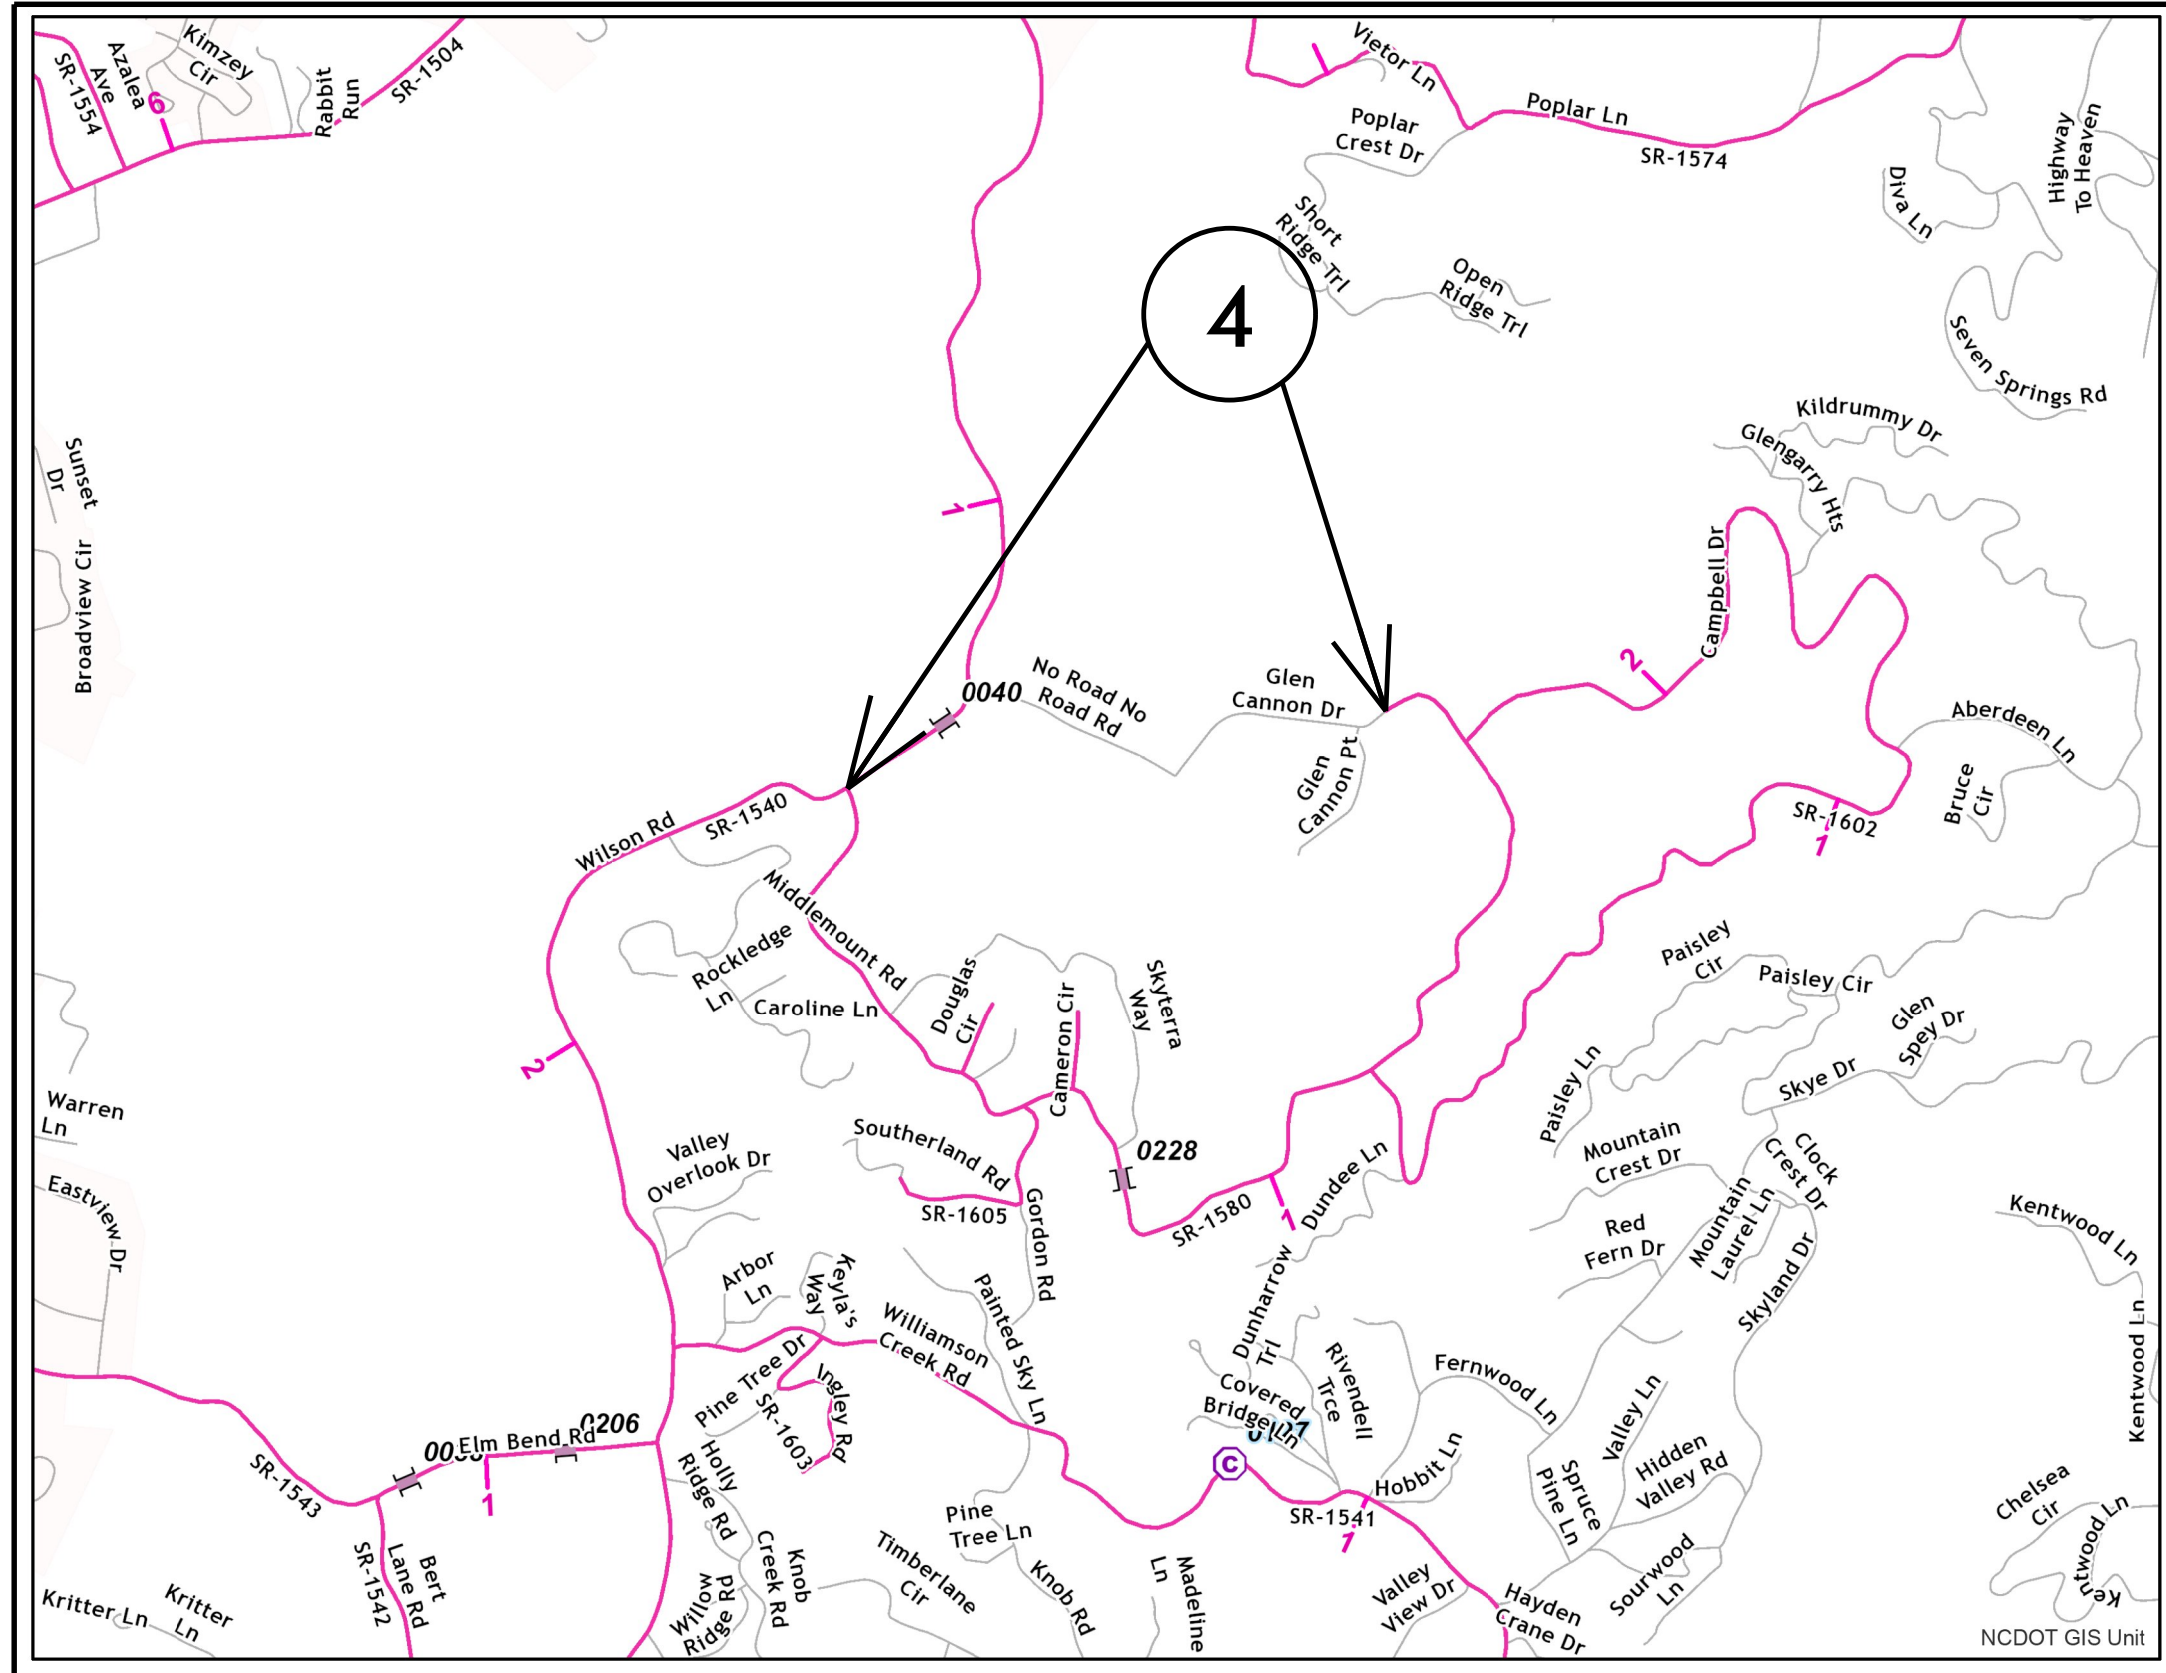 Kimzey
Cir
Azalea
Ave
SR-1554
6
Rabbit
Run
SR-1504
Vietor Ln
1
Poplar
Crest Dr
Poplar Ln
SR-1574
Highway
To Heaven
Diva Ln
Short
Ridge Trl
Open
Ridge Trl
4
Seven Springs Rd
Kildrummy Dr
Glengarry Hts
Sunset
Dr
Broadview Cir
1
Campbell Dr
2
0040
No Road No
Road Rd
Glen
Cannon Dr
Glen
Cannon Pt
Aberdeen Ln
Bruce
Cir
SR-1602
1
Wilson Rd
SR-1540
Middlemount Rd
Rockledge
Ln
Caroline Ln
Douglas
Cir
Cameron Cir
Skyterra
Way
Paisley
Cir
Paisley Cir
Glen
Spey Dr
Paisley Ln
Skye Dr
2
Warren
Ln
Eastview Dr
Valley
Overlook Dr
Southerland Rd
SR-1605
Gordon Rd
0228
SR-1580
1
Dundee Ln
Mountain
Crest Dr
Clock
Crest Dr
Mountain
Laurel Ln
Red
Fern Dr
Skyland Dr
Kentwood Ln
Kentwood Ln
Arbor
Ln
Keyla's
Way
Williamson
Creek Rd
Painted Sky Ln
Dunharrow
Trl
Rivendell
Trce
Covered
Bridge Ln
Fernwood Ln
Pine Tree Dr
SR-1603
Ingley Rd
0206
Elm Bend Rd
1
SR-1543
SR-1542
Bert
Lane Rd
Kritter Ln
Kritter
Ln
Holly
Ridge Rd
Knob
Creek Rd
Willow
Ridge Rd
Timberlane
Cir
Pine
Tree Ln
Knob Rd
Madeline
Ln
C
SR-1541
1
Hobbit Ln
Valley Ln
Hidden
Valley Rd
Spruce
Pine Ln
Sourwood
Ln
Valley
View Dr
Hayden
Crane Dr
Chelsea
Cir
Kentwood Ln
NCDOT GIS Unit